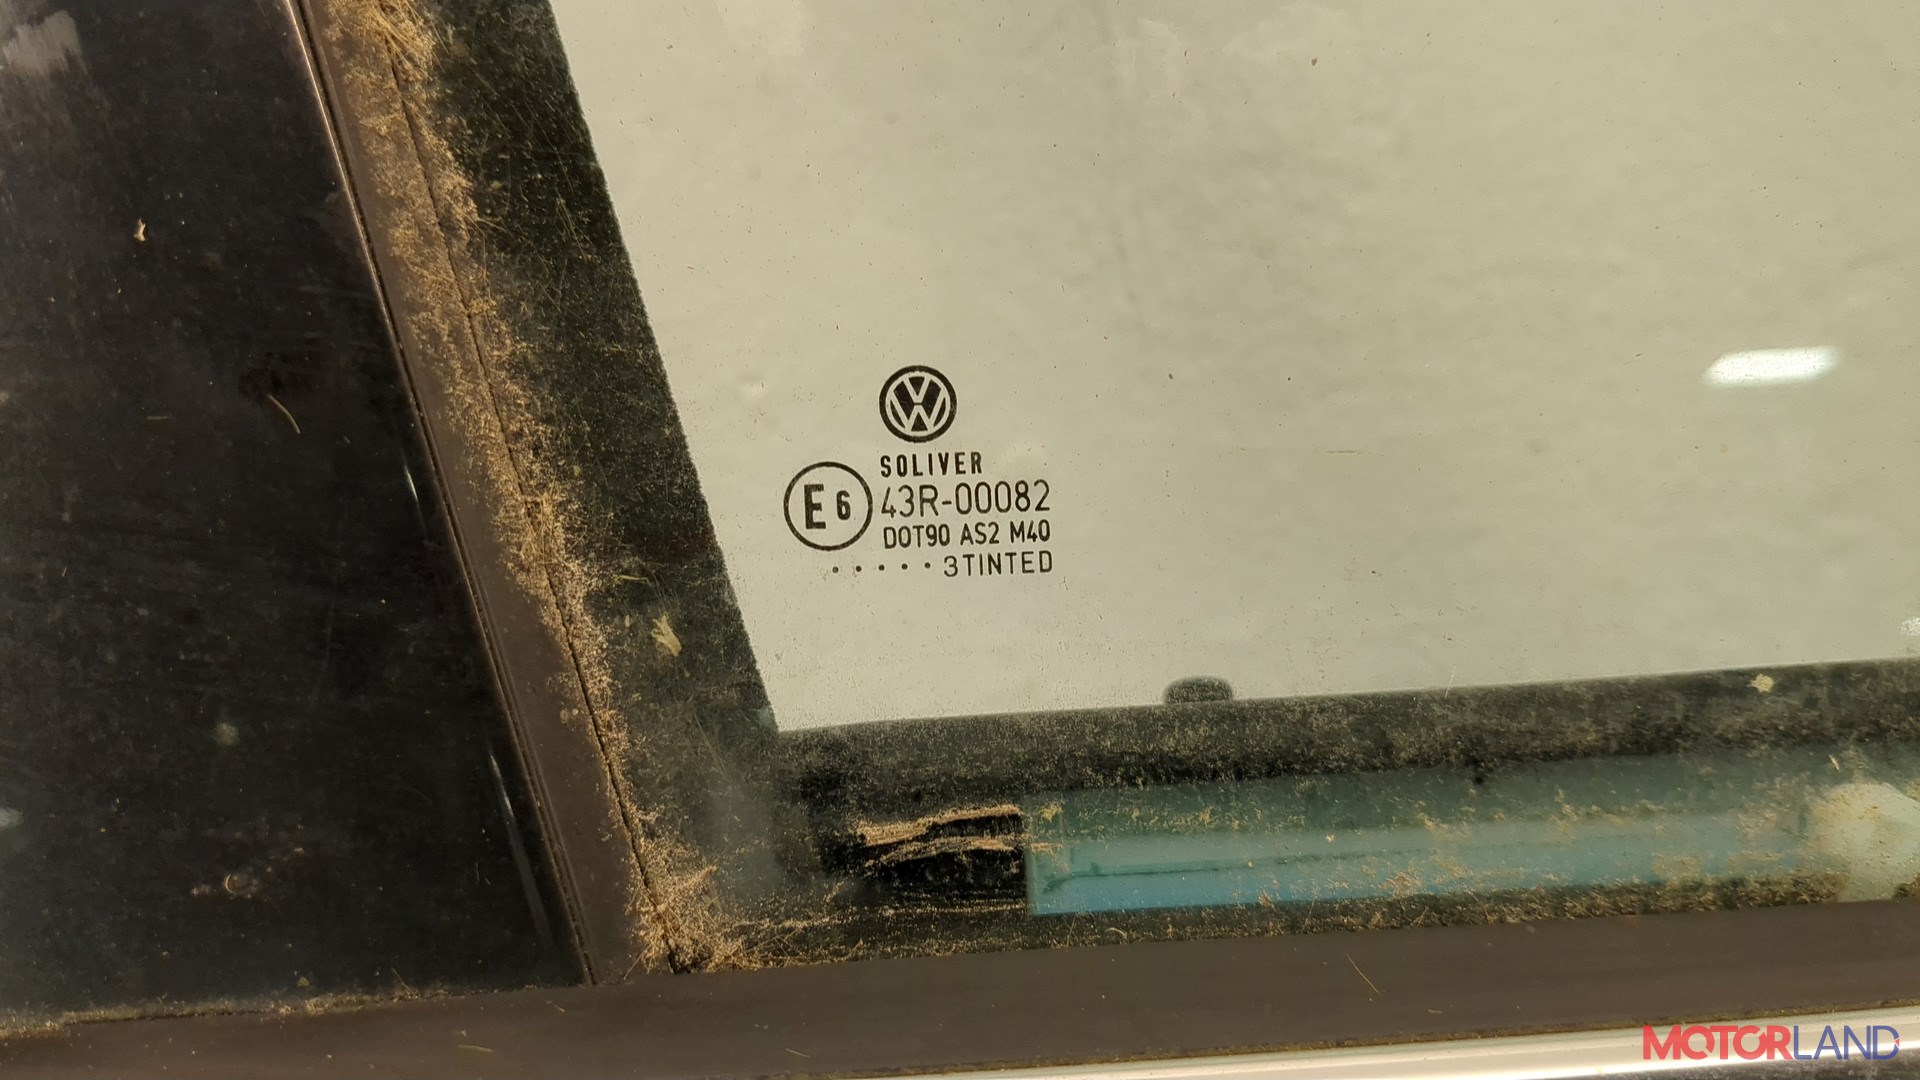 SOLIVER
E6 43R-00082
DOT90 AS2 M40
.....3TINTED
MOTORLAND